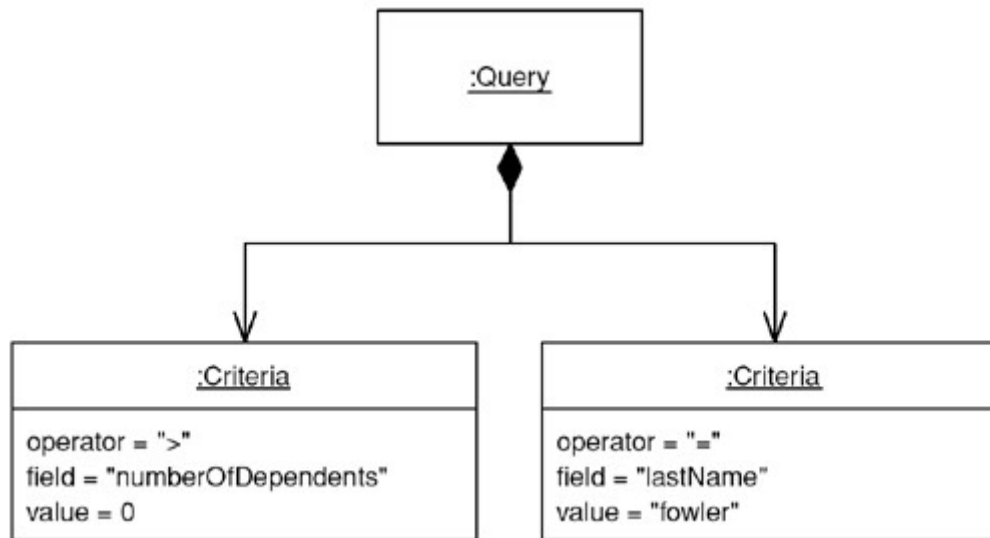 :Query
:Criteria
operator = ">"
field = "numberOfDependents"
value = 0
:Criteria
operator = "="
field = "lastName"
value = "fowler"